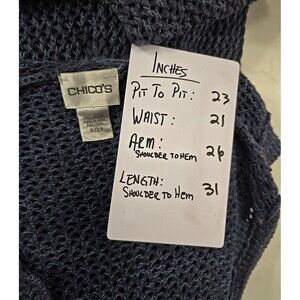 CHICO'S
INCHES
PIT TO PIT: 23
WAIST: 21
ARM: 26
SHOULDER TO HEM
LENGTH: 31
SHOULDER TO HEM